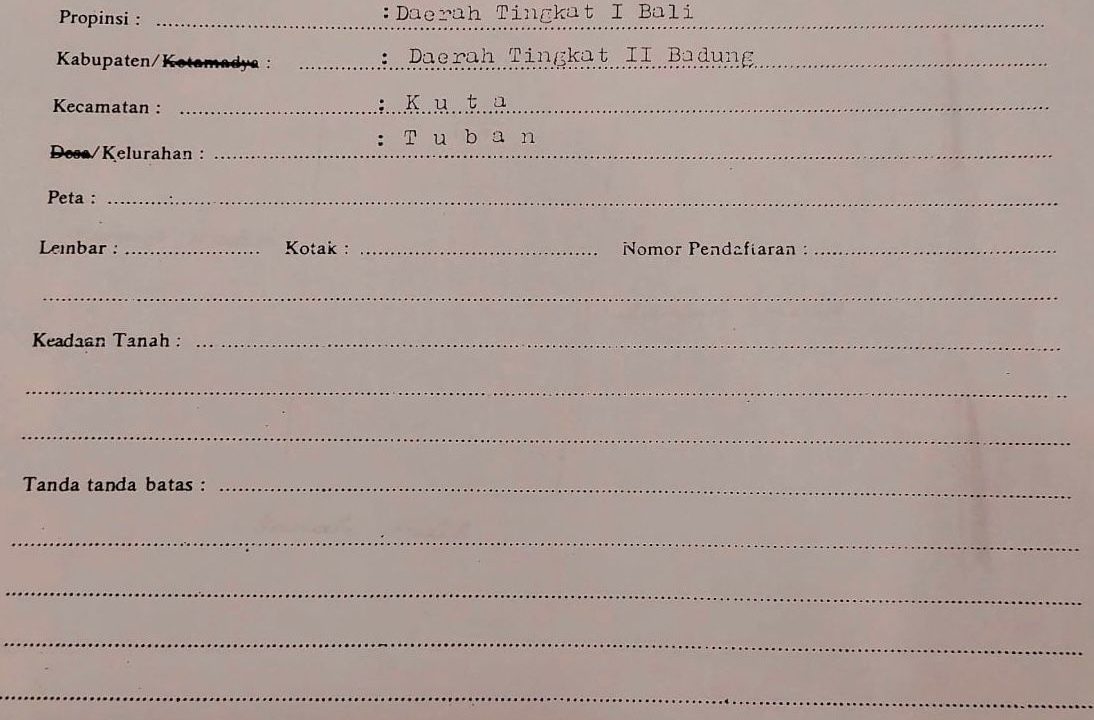 Propinsi : : Daerah Tingkat I Bali
Kabupaten/Kotamadya : : Daerah Tingkat II Badung
Kecamatan : : K u t a
Desa/Kelurahan : : T u b a n
Peta :
Lembar : Kotak : Nomor Pendaftaran :
Keadaan Tanah :
Tanda tanda batas :